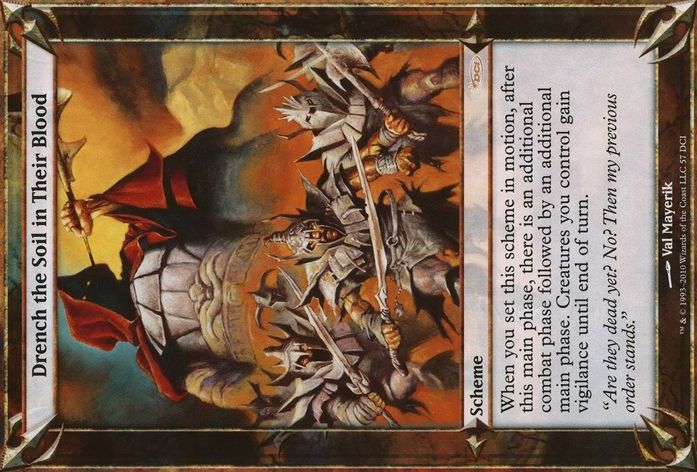 Drench the Soil in Their Blood
DCI
Scheme
When you set this scheme in motion, after
this main phase, there is an additional
combat phase followed by an additional
main phase. Creatures you control gain
vigilance until end of turn.
“Are they dead yet? No? Then my previous
order stands.”
Val Mayerik
™ & © 1993–2010 Wizards of the Coast LLC 57 DCI